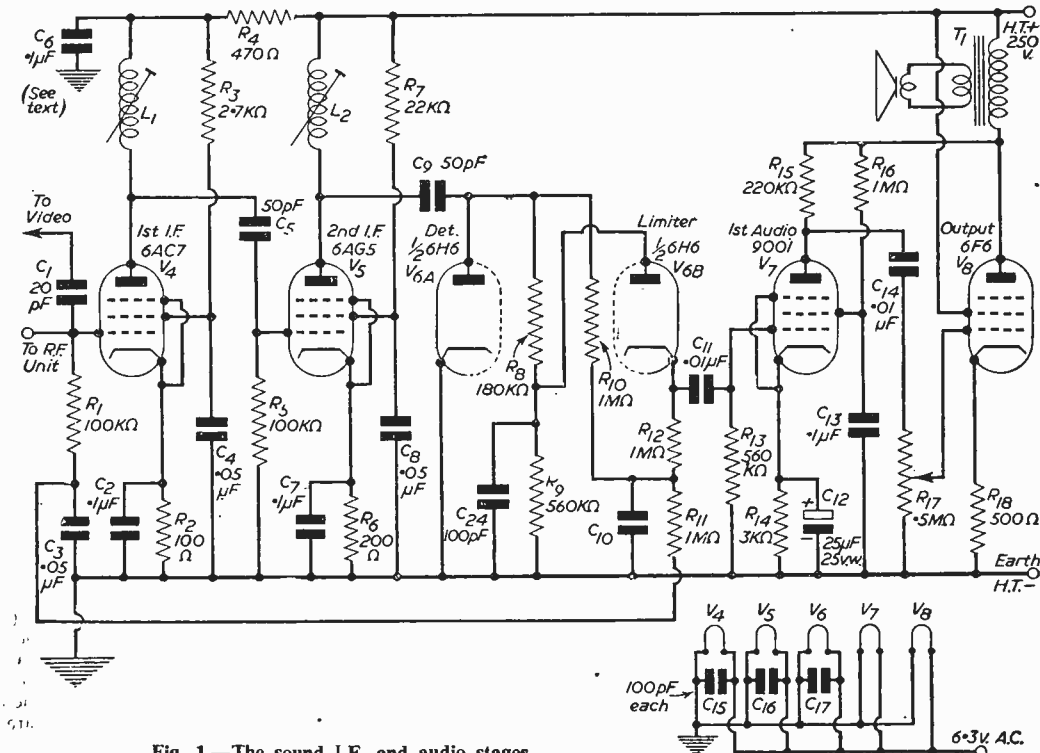 C6
·1µF
(See
text)
R4
470Ω
L1
R3
2·7KΩ
L2
R7
22KΩ
T1
H.T.+
250
v.
To
Video
C1
20
pF
To R.F.
Unit
1st I.F.
6AC7
V4
50pF
C5
2nd I.F.
6AG5
V5
C9 50pF
Det.
½6H6
V6A
Limiter
½6H6
V6B
R15
220KΩ
R16
1MΩ
1st Audio
9001
V7
Output
6F6
V8
C14
·01
µF
C11
·01µF
R8
180KΩ
R10
1MΩ
R1
100KΩ
C4
·05
µF
R5
100KΩ
C8
·05
µF
R12
1MΩ
R13
560
KΩ
C13
·1µF
C2
·1µF
C3
·05
µF
R2
100
Ω
C7
·1µF
R6
200
Ω
C24
100pF
R9
560KΩ
C10
R11
1MΩ
R14
3KΩ
+
C12
−
25µF
25v.w.
R17
·5MΩ
R18
500Ω
Earth
H.T.-
V4 V5 V6 V7 V8
100pF
each
C15 C16 C17
6·3v. A.C.
Fig. 1.—The sound I.F. and audio stages